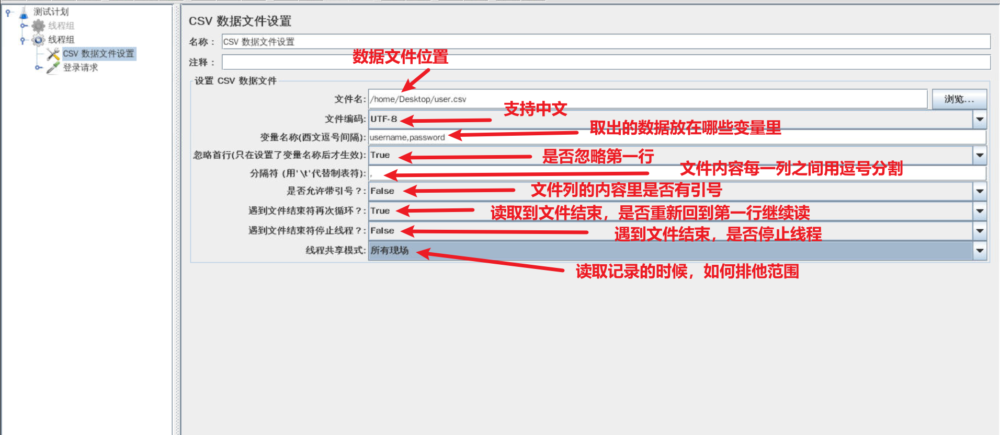 测试计划
线程组
线程组
CSV 数据文件设置
登录请求
CSV 数据文件设置
名称：
CSV 数据文件设置
数据文件位置
注释：
设置 CSV 数据文件
文件名:
/home/Desktop/user.csv
浏览...
支持中文
文件编码:
UTF-8
取出的数据放在哪些变量里
变量名称(西文逗号间隔):
username,password
忽略首行(只在设置了变量名称后才生效):
True
是否忽略第一行
分隔符 (用'\t'代替制表符):
,
文件内容每一列之间用逗号分割
是否允许带引号？:
False
文件列的内容里是否有引号
遇到文件结束符再次循环？:
True
读取到文件结束，是否重新回到第一行继续读
遇到文件结束符停止线程？:
False
遇到文件结束，是否停止线程
线程共享模式:
所有现场
读取记录的时候，如何排他范围